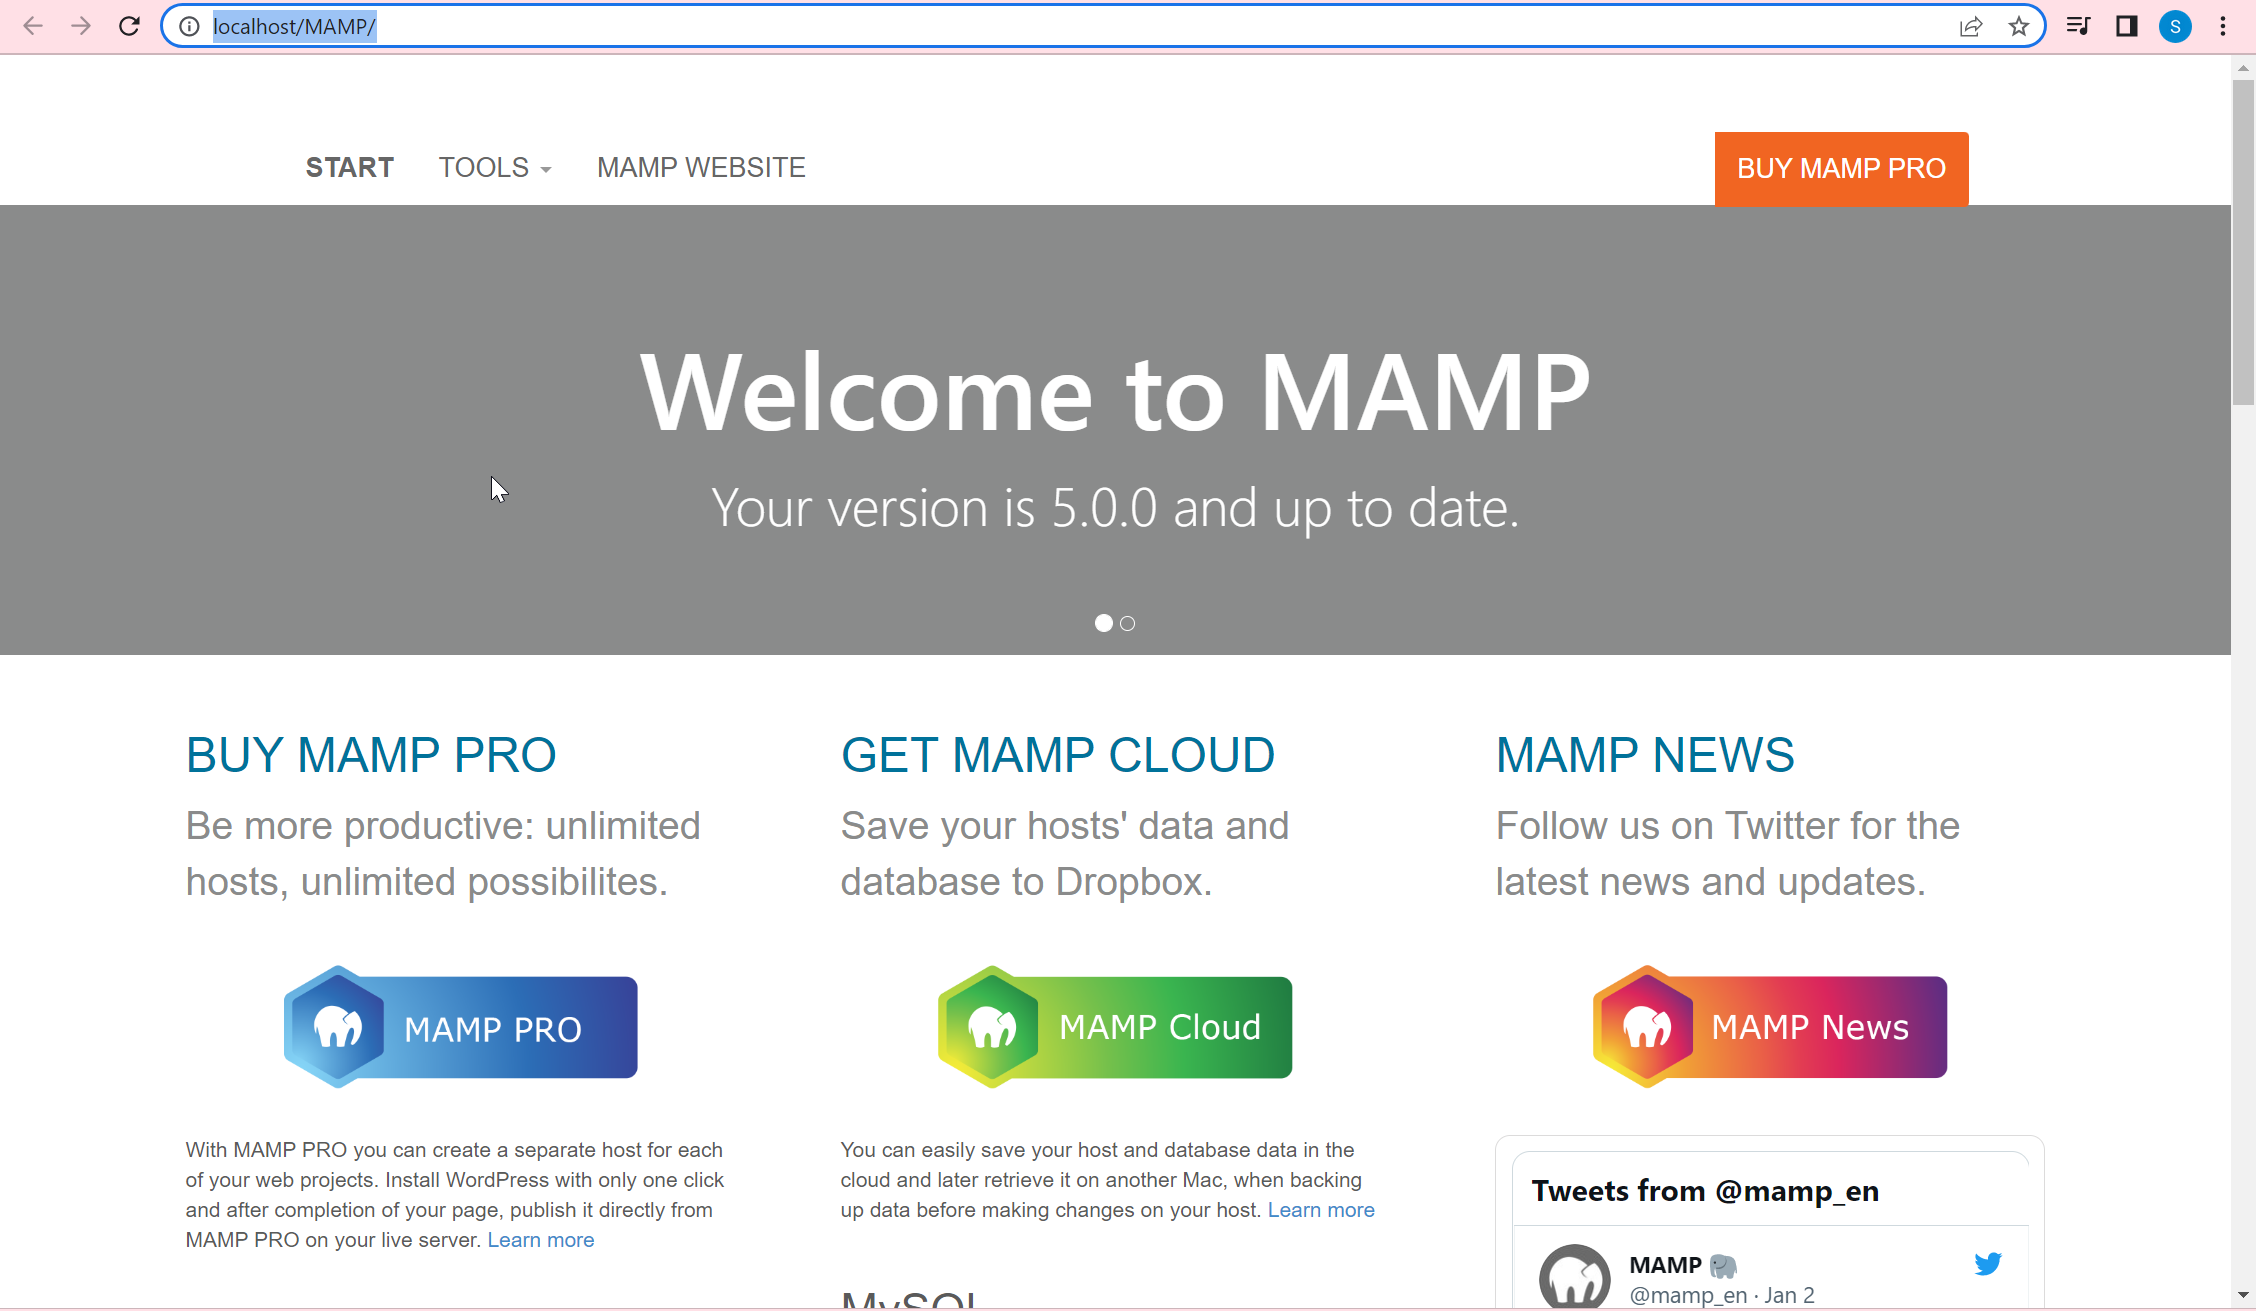 localhost/MAMP/
S
START TOOLS MAMP WEBSITE BUY MAMP PRO
Welcome to MAMP
Your version is 5.0.0 and up to date.
BUY MAMP PRO
Be more productive: unlimited
hosts, unlimited possibilites.
MAMP PRO
With MAMP PRO you can create a separate host for each
of your web projects. Install WordPress with only one click
and after completion of your page, publish it directly from
MAMP PRO on your live server. Learn more
GET MAMP CLOUD
Save your hosts' data and
database to Dropbox.
MAMP Cloud
You can easily save your host and database data in the
cloud and later retrieve it on another Mac, when backing
up data before making changes on your host. Learn more
MySQL
MAMP NEWS
Follow us on Twitter for the
latest news and updates.
MAMP News
Tweets from @mamp_en
MAMP 🐘
@mamp_en · Jan 2